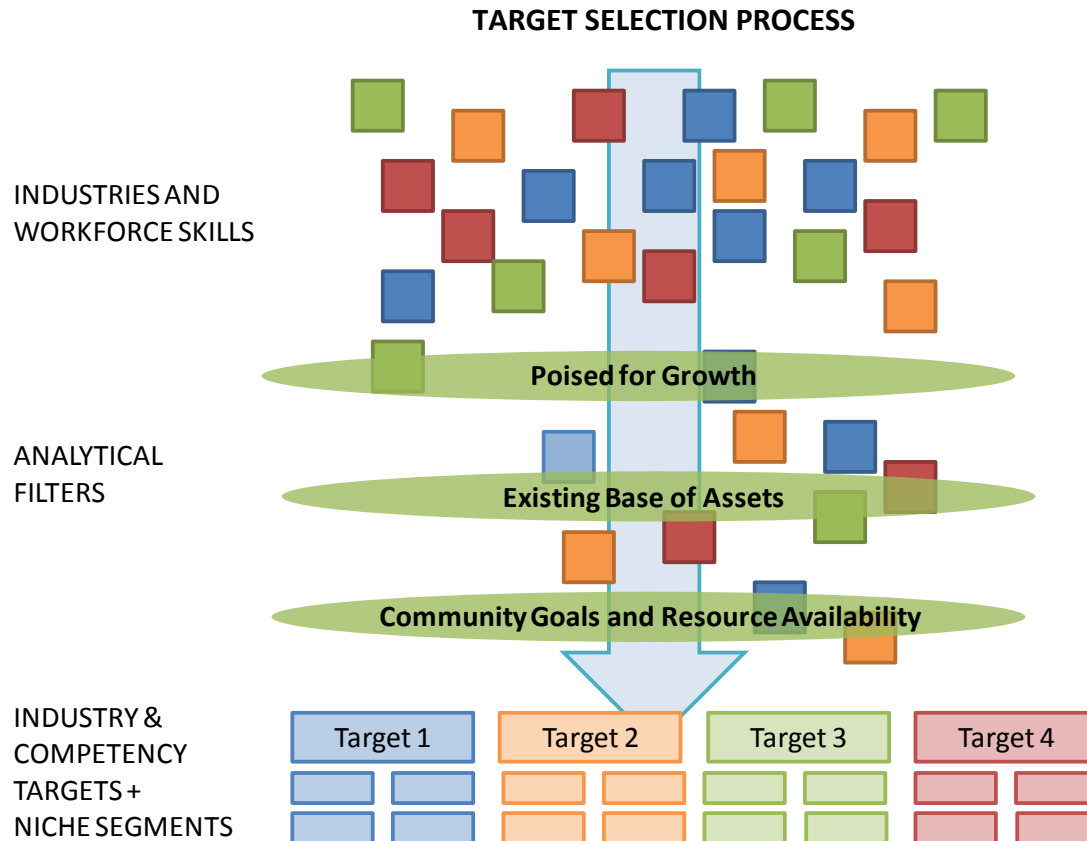 TARGET SELECTION PROCESS
INDUSTRIES AND
WORKFORCE SKILLS
Poised for Growth
ANALYTICAL
FILTERS
Existing Base of Assets
Community Goals and Resource Availability
INDUSTRY &
COMPETENCY
TARGETS +
NICHE SEGMENTS
Target 1
Target 2
Target 3
Target 4